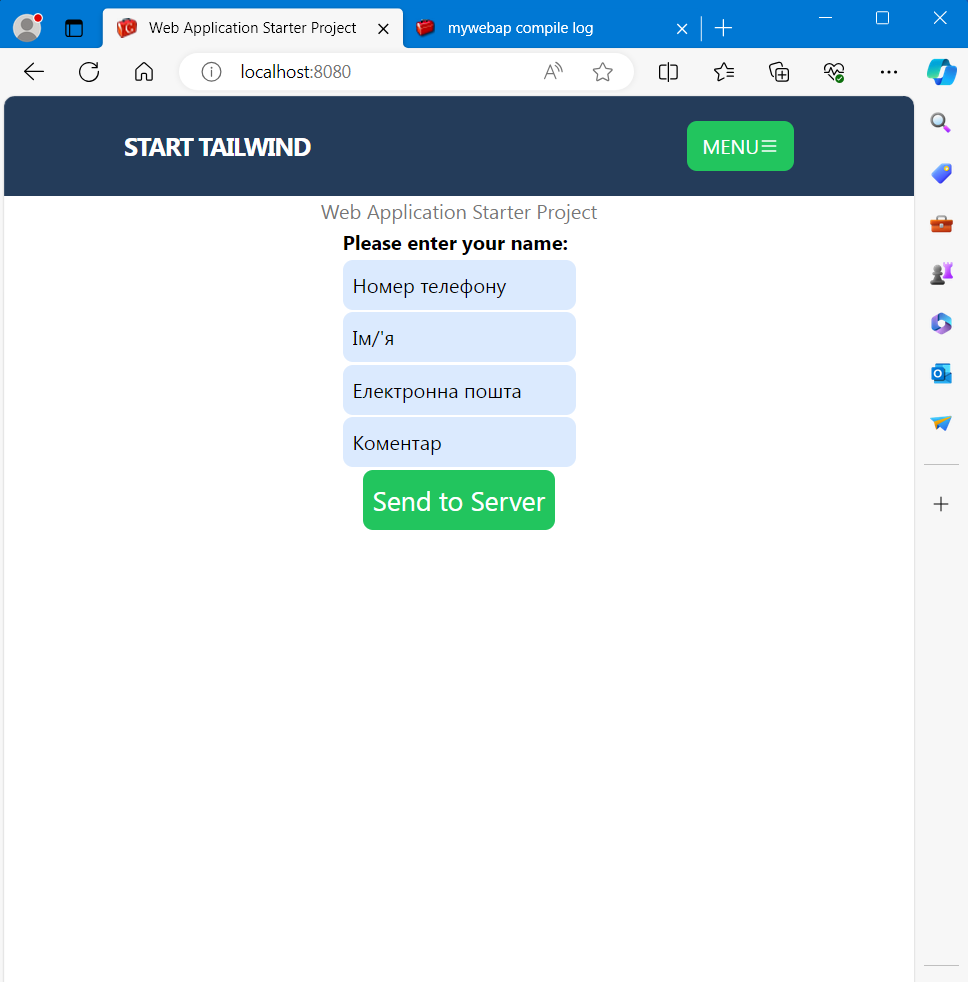 Web Application Starter Project
mywebap compile log
localhost:8080
START TAILWIND
MENU
Web Application Starter Project
Please enter your name:
Номер телефону
Ім/'я
Електронна пошта
Коментар
Send to Server